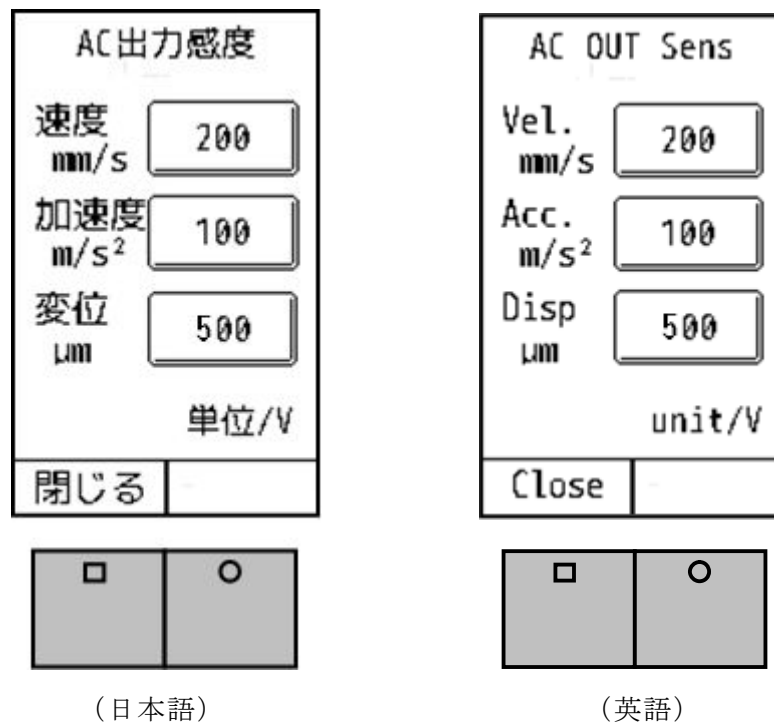 AC出力感度
速度
mm/s
200
加速度
m/s²
100
変位
μm
500
単位/V
閉じる
□
○
(日本語)
AC OUT Sens
Vel.
mm/s
200
Acc.
m/s²
100
Disp
μm
500
unit/V
Close
□
○
(英語)